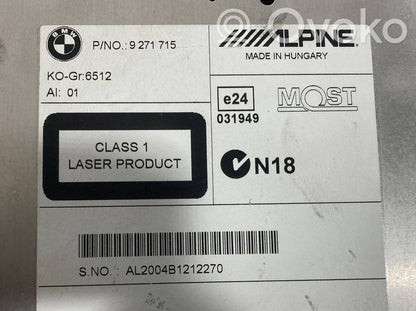 Ovoko
BMW
P/NO.: 9 271 715
ALPINE
MADE IN HUNGARY
KO-Gr:6512
AI: 01
e24
031949
MOST
CLASS 1
LASER PRODUCT
N18
S.NO.: AL2004B1212270